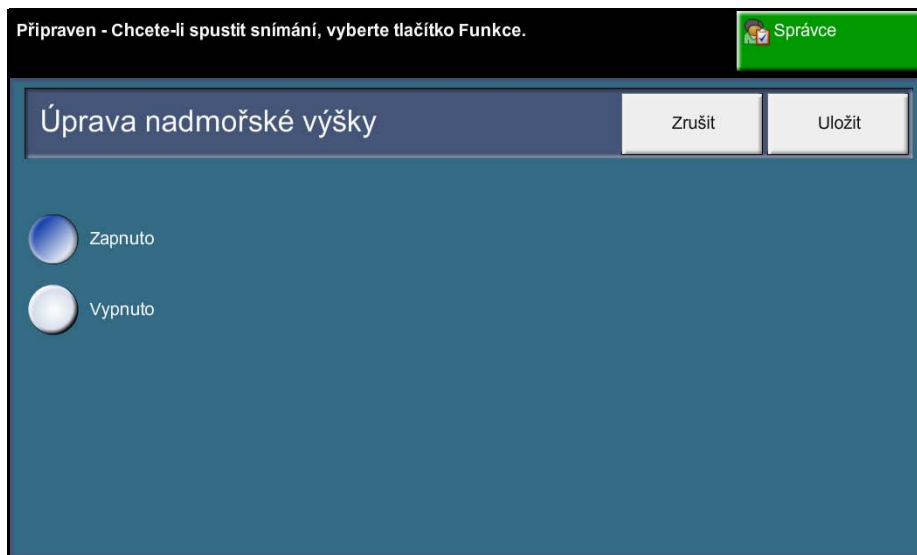 Připraven - Chcete-li spustit snímání, vyberte tlačítko Funkce.
Správce
Úprava nadmořské výšky
Zrušit
Uložit
Zapnuto
Vypnuto